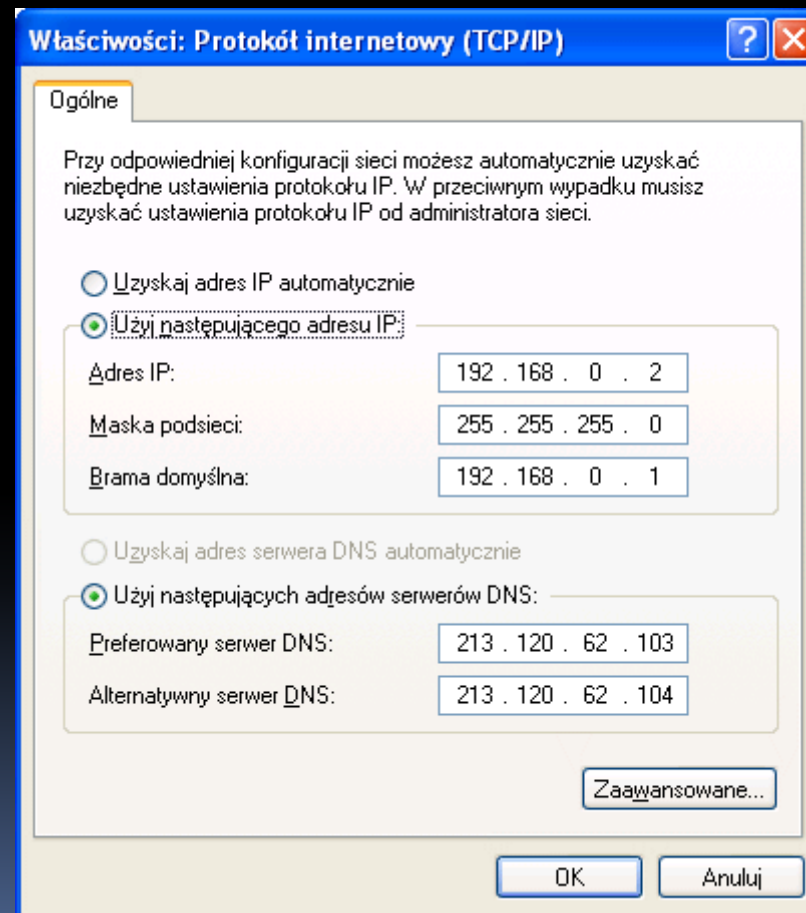 Właściwości: Protokół internetowy (TCP/IP)
Ogólne
Przy odpowiedniej konfiguracji sieci możesz automatycznie uzyskać
niezbędne ustawienia protokołu IP. W przeciwnym wypadku musisz
uzyskać ustawienia protokołu IP od administratora sieci.
Uzyskaj adres IP automatycznie
Użyj następującego adresu IP:
Adres IP: 192 . 168 . 0 . 2
Maska podsieci: 255 . 255 . 255 . 0
Brama domyślna: 192 . 168 . 0 . 1
Uzyskaj adres serwera DNS automatycznie
Użyj następujących adresów serwerów DNS:
Preferowany serwer DNS: 213 . 120 . 62 . 103
Alternatywny serwer DNS: 213 . 120 . 62 . 104
Zaawansowane...
OK Anuluj